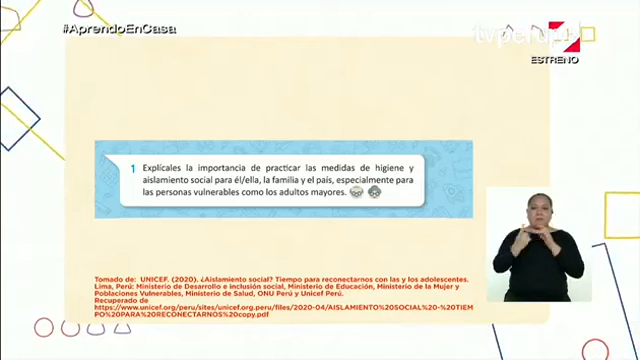 #AprendoEnCasa
tvperu
ESTRENO
1 Explícales la importancia de practicar las medidas de higiene y
aislamiento social para él/ella, la familia y el país, especialmente para
las personas vulnerables como los adultos mayores.
Tomado de: UNICEF. (2020). ¿Aislamiento social? Tiempo para reconectarnos con las y los adolescentes.
Lima, Perú: Ministerio de Desarrollo e inclusión social, Ministerio de Educación, Ministerio de la Mujer y
Poblaciones Vulnerables, Ministerio de Salud, ONU Perú y Unicef Perú.
Recuperado de
https://www.unicef.org/peru/sites/unicef.org.peru/files/2020-04/AISLAMIENTO%20SOCIAL%20-%20TIEM
PO%20PARA%20RECONECTARNOS%20copy.pdf